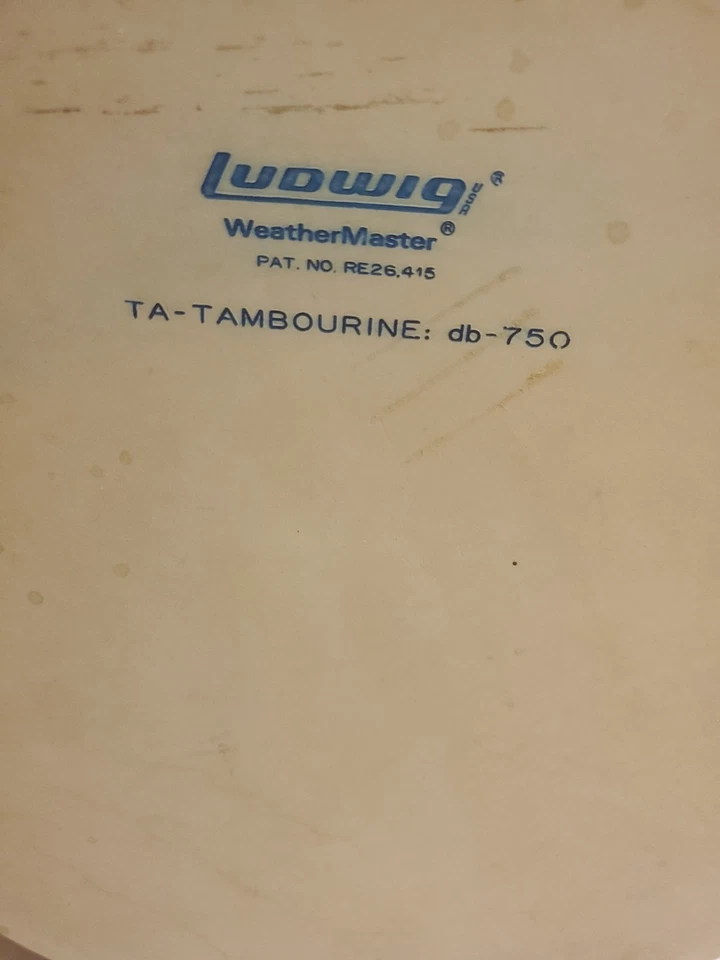 LUDWIG USA ®
WeatherMaster®
PAT. NO. RE26,415
TA-TAMBOURINE: db-750